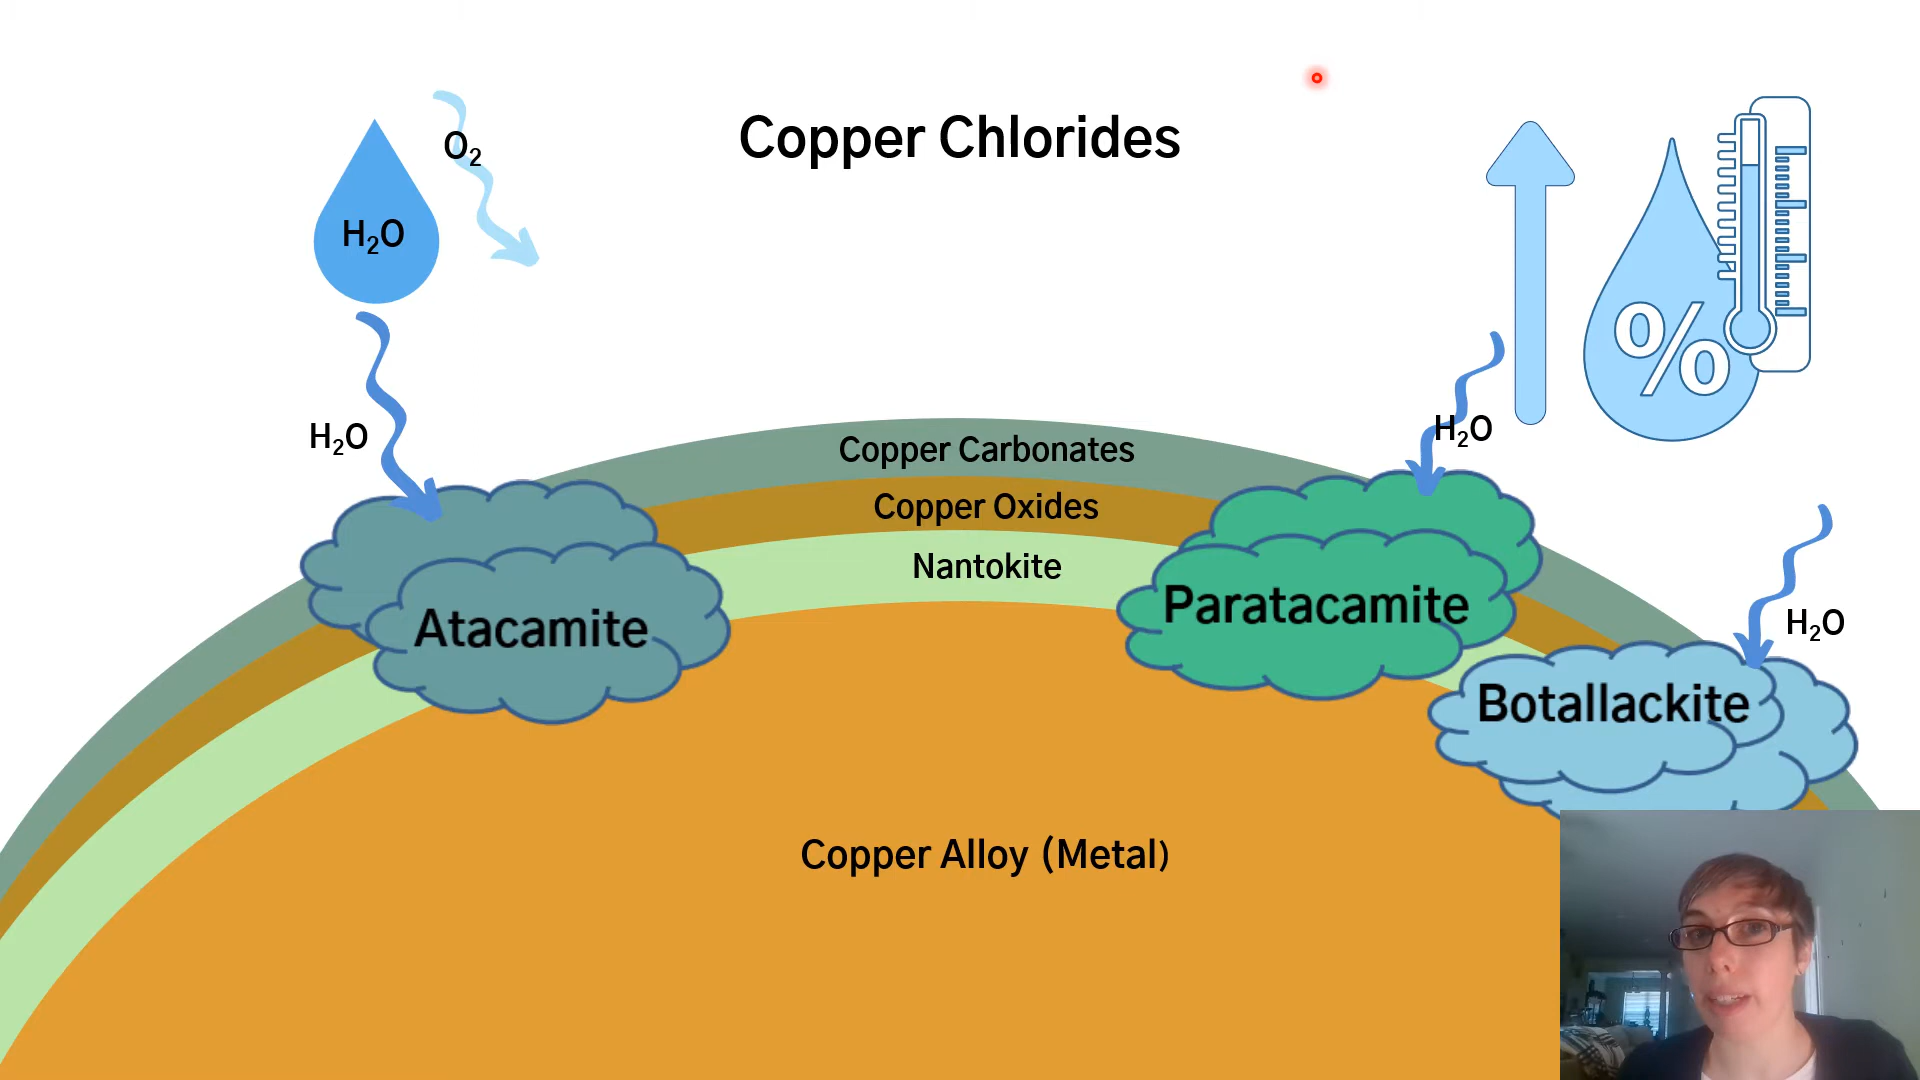 Copper Chlorides
O₂
H₂O
H₂O
H₂O
H₂O
%
Copper Carbonates
Copper Oxides
Nantokite
Atacamite
Paratacamite
Botallackite
Copper Alloy (Metal)